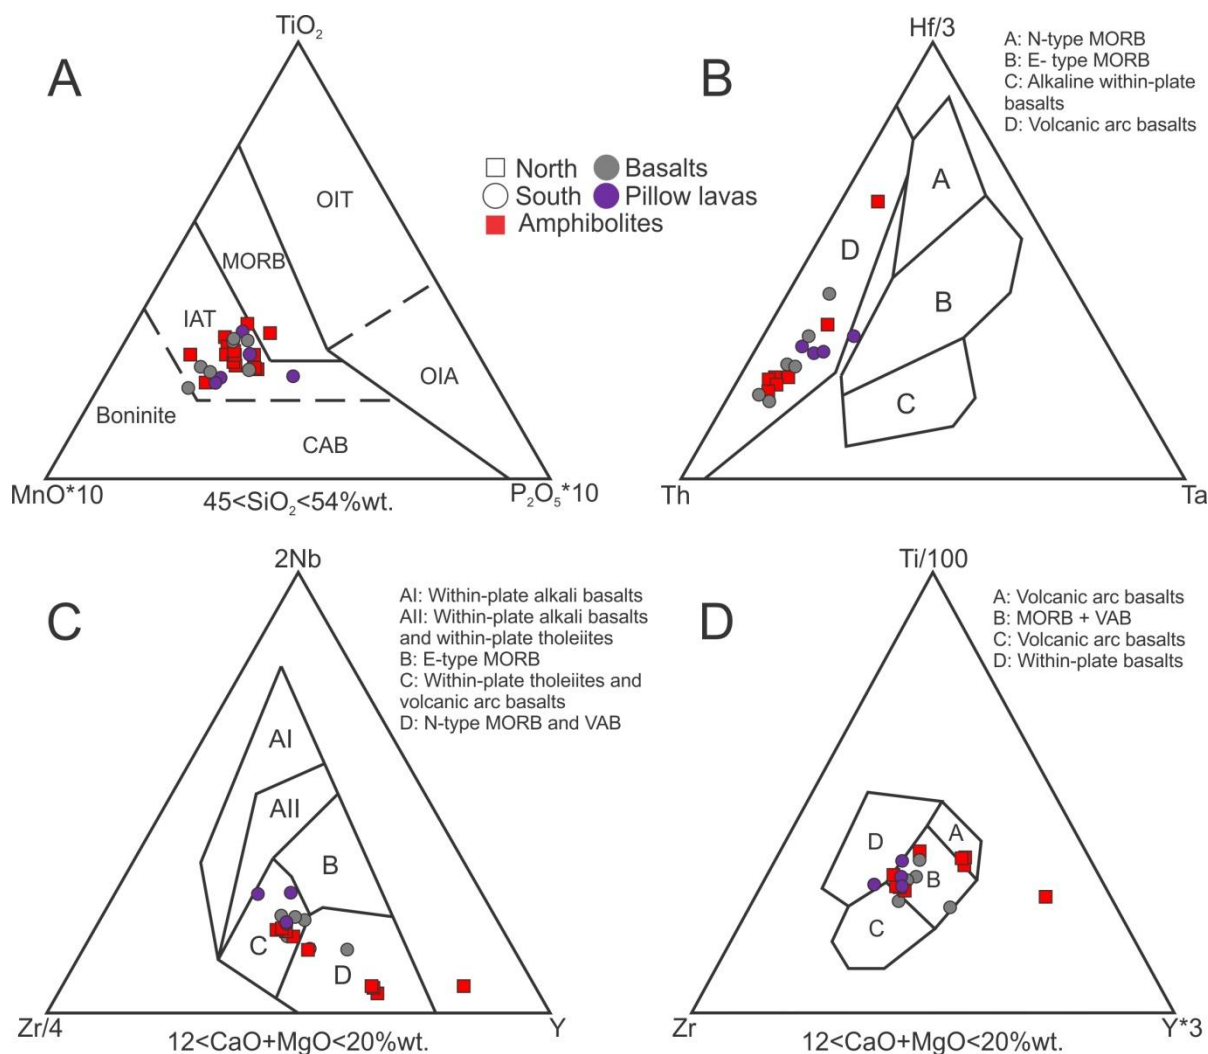 A
TiO₂
OIT
MORB
IAT
OIA
Boninite
CAB
MnO*10
P₂O₅*10
45<SiO₂<54%wt.
North
South
Amphibolites
Basalts
Pillow lavas
B
Hf/3
A: N-type MORB
B: E- type MORB
C: Alkaline within-plate
basalts
D: Volcanic arc basalts
A
D
B
C
Th
Ta
C
2Nb
AI: Within-plate alkali basalts
AII: Within-plate alkali basalts
and within-plate tholeiites
B: E-type MORB
C: Within-plate tholeiites and
volcanic arc basalts
D: N-type MORB and VAB
AI
AII
B
C
D
Zr/4
Y
12<CaO+MgO<20%wt.
D
Ti/100
A: Volcanic arc basalts
B: MORB + VAB
C: Volcanic arc basalts
D: Within-plate basalts
D
A
B
C
Zr
Y*3
12<CaO+MgO<20%wt.